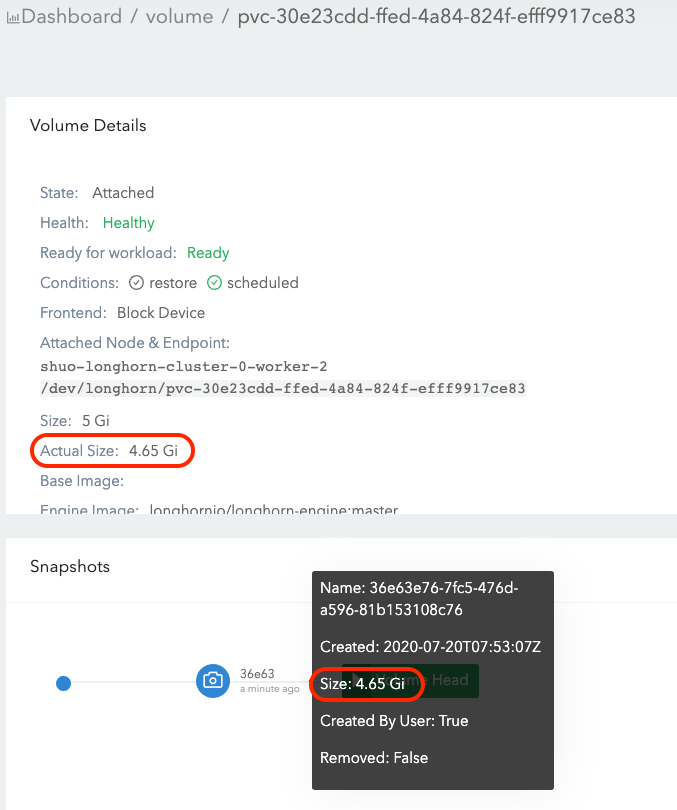 Dashboard / volume / pvc-30e23cdd-ffed-4a84-824f-efff9917ce83
Volume Details
State: Attached
Health: Healthy
Ready for workload: Ready
Conditions: restore scheduled
Frontend: Block Device
Attached Node & Endpoint:
shuo-longhorn-cluster-0-worker-2
/dev/longhorn/pvc-30e23cdd-ffed-4a84-824f-efff9917ce83
Size: 5 Gi
Actual Size: 4.65 Gi
Base Image:
Engine Image: longhornio/longhorn-engine:master
Snapshots
36e63
a minute ago
Name: 36e63e76-7fc5-476d-
a596-81b153108c76
Created: 2020-07-20T07:53:07Z
Size: 4.65 Gi
Volume Head
Created By User: True
Removed: False